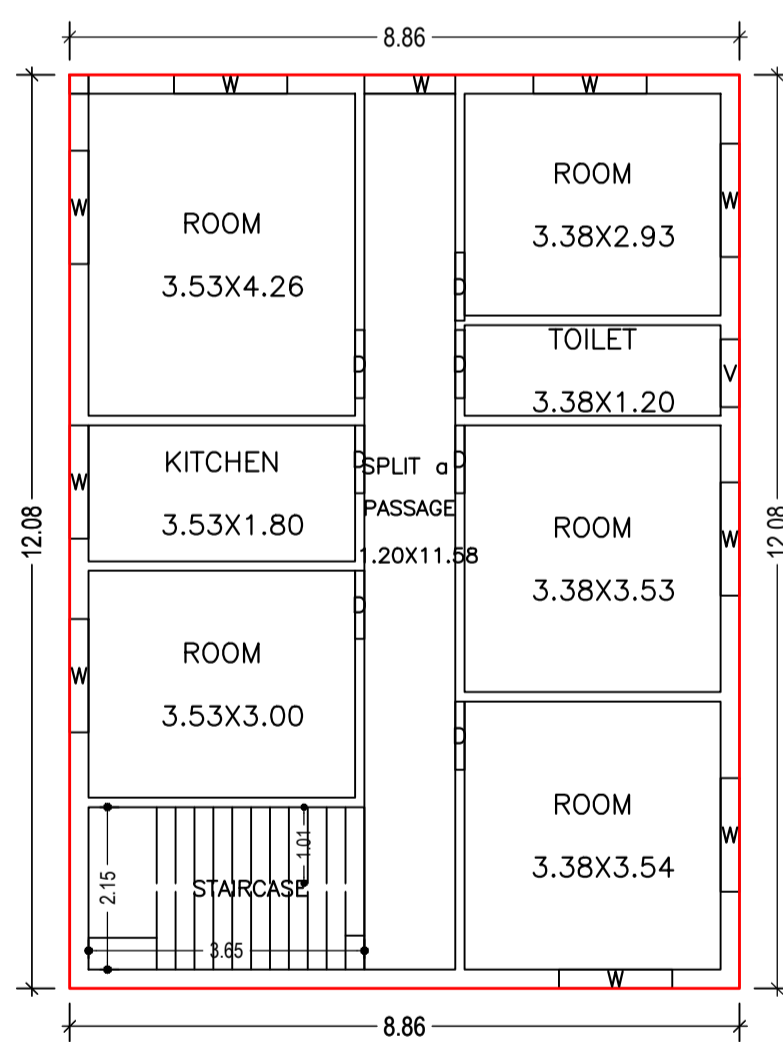 8.86
W
W
W
ROOM
3.53X4.26
W
ROOM
3.38X2.93
W
D
D
D
TOILET
3.38X1.20
V
KITCHEN
3.53X1.80
W
D
SPLIT a
PASSAGE
1.20X11.58
D
ROOM
3.38X3.53
W
12.08
12.08
ROOM
3.53X3.00
W
D
D
ROOM
3.38X3.54
W
2.15
1.01
STAIRCASE
3.65
W
8.86